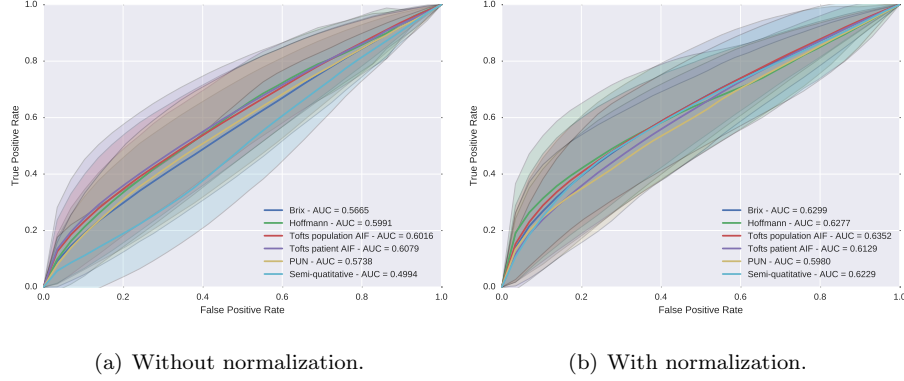 1.0
0.8
0.6
0.4
0.2
0.0
True Positive Rate
0.0 0.2 0.4 0.6 0.8 1.0
False Positive Rate
Brix - AUC = 0.5665
Hoffmann - AUC = 0.5991
Tofts population AIF - AUC = 0.6016
Tofts patient AIF - AUC = 0.6079
PUN - AUC = 0.5738
Semi-quatitative - AUC = 0.4994
(a) Without normalization.
1.0
0.8
0.6
0.4
0.2
0.0
True Positive Rate
0.0 0.2 0.4 0.6 0.8 1.0
False Positive Rate
Brix - AUC = 0.6299
Hoffmann - AUC = 0.6277
Tofts population AIF - AUC = 0.6352
Tofts patient AIF - AUC = 0.6129
PUN - AUC = 0.5980
Semi-quatitative - AUC = 0.6229
(b) With normalization.